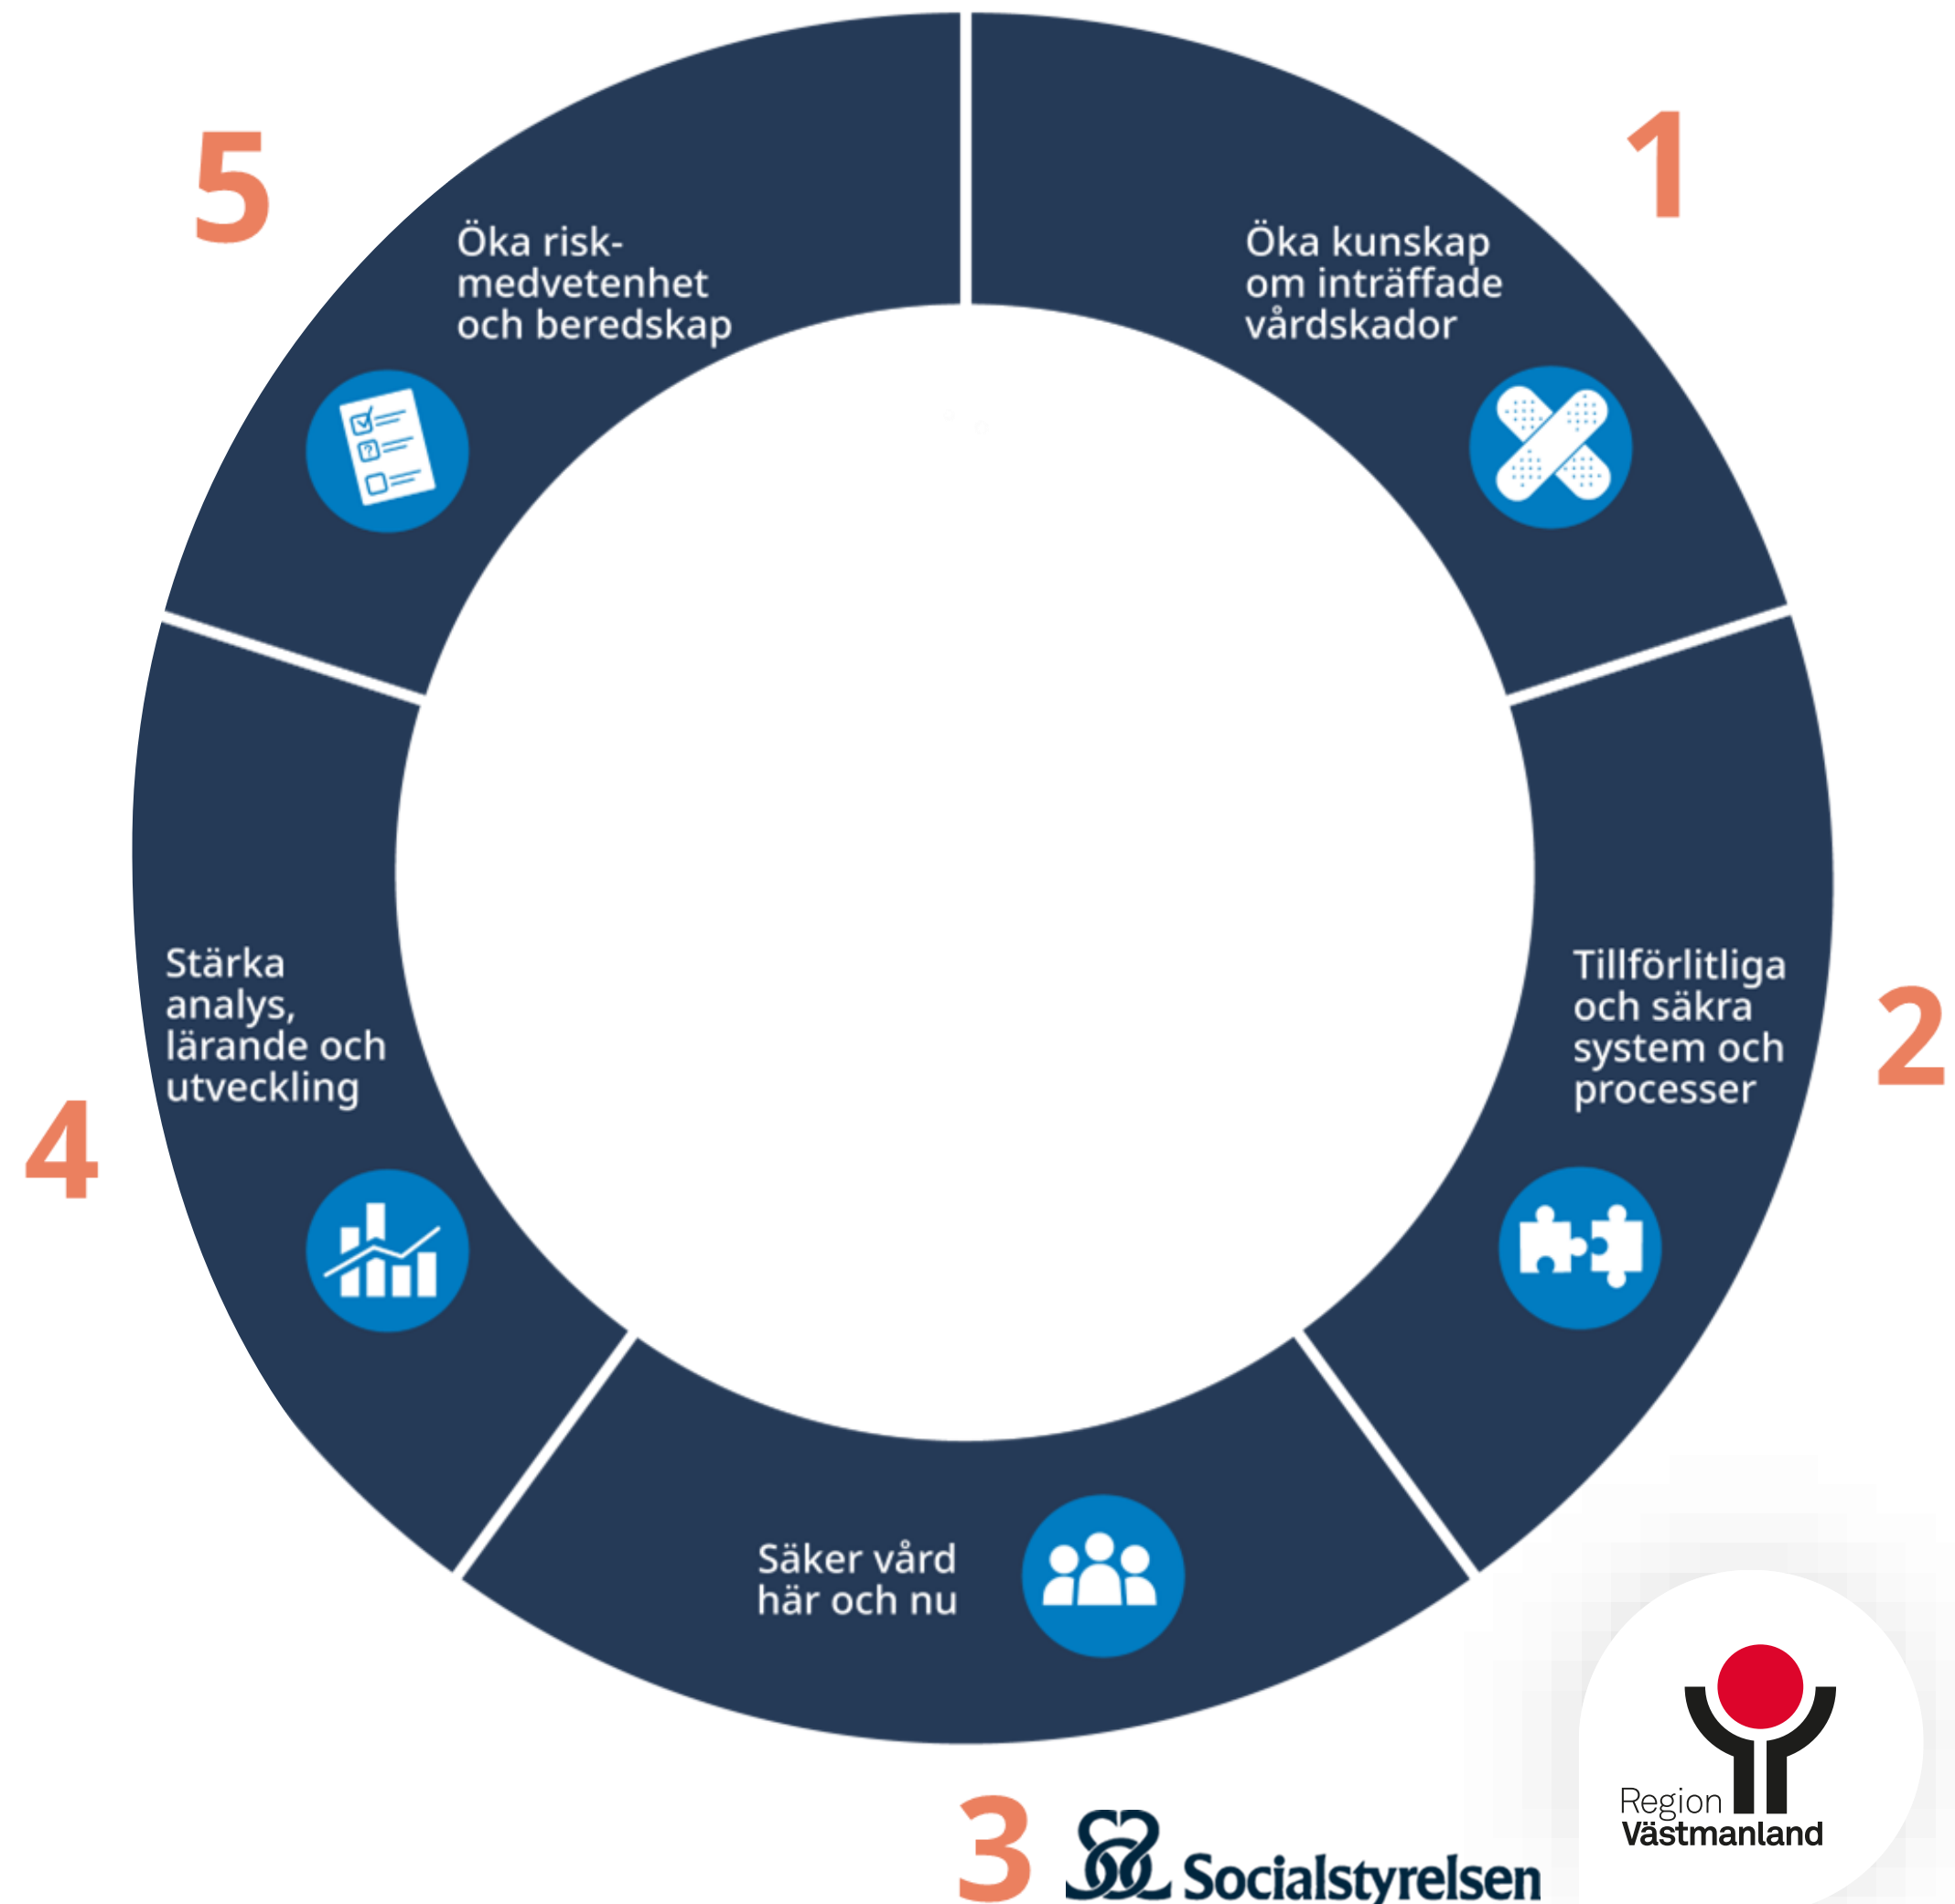 1
Öka kunskap
om inträffade
vårdskador
2
Tillförlitliga
och säkra
system och
processer
3
Säker vård
här och nu
4
Stärka
analys,
lärande och
utveckling
5
Öka risk-
medvetenhet
och beredskap
?
Socialstyrelsen
Region
Västmanland